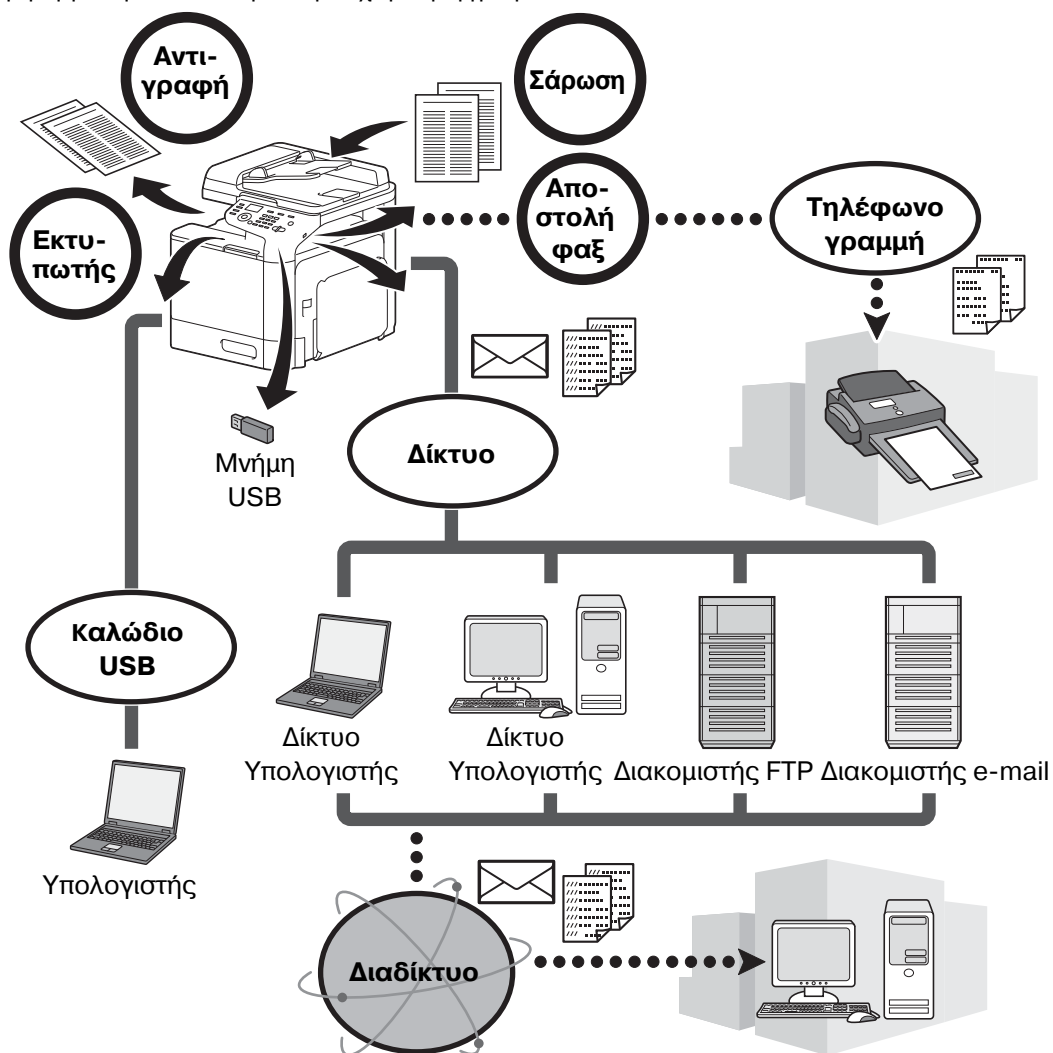 Αντι-
γραφή
Σάρωση
Απο-
στολή
φαξ
Τηλέφωνο
γραμμή
Εκτυ-
πωτής
Μνήμη
USB
Δίκτυο
Καλώδιο
USB
Δίκτυο
Υπολογιστής
Δίκτυο
Υπολογιστής
Διακομιστής FTP
Διακομιστής e-mail
Υπολογιστής
Διαδίκτυο